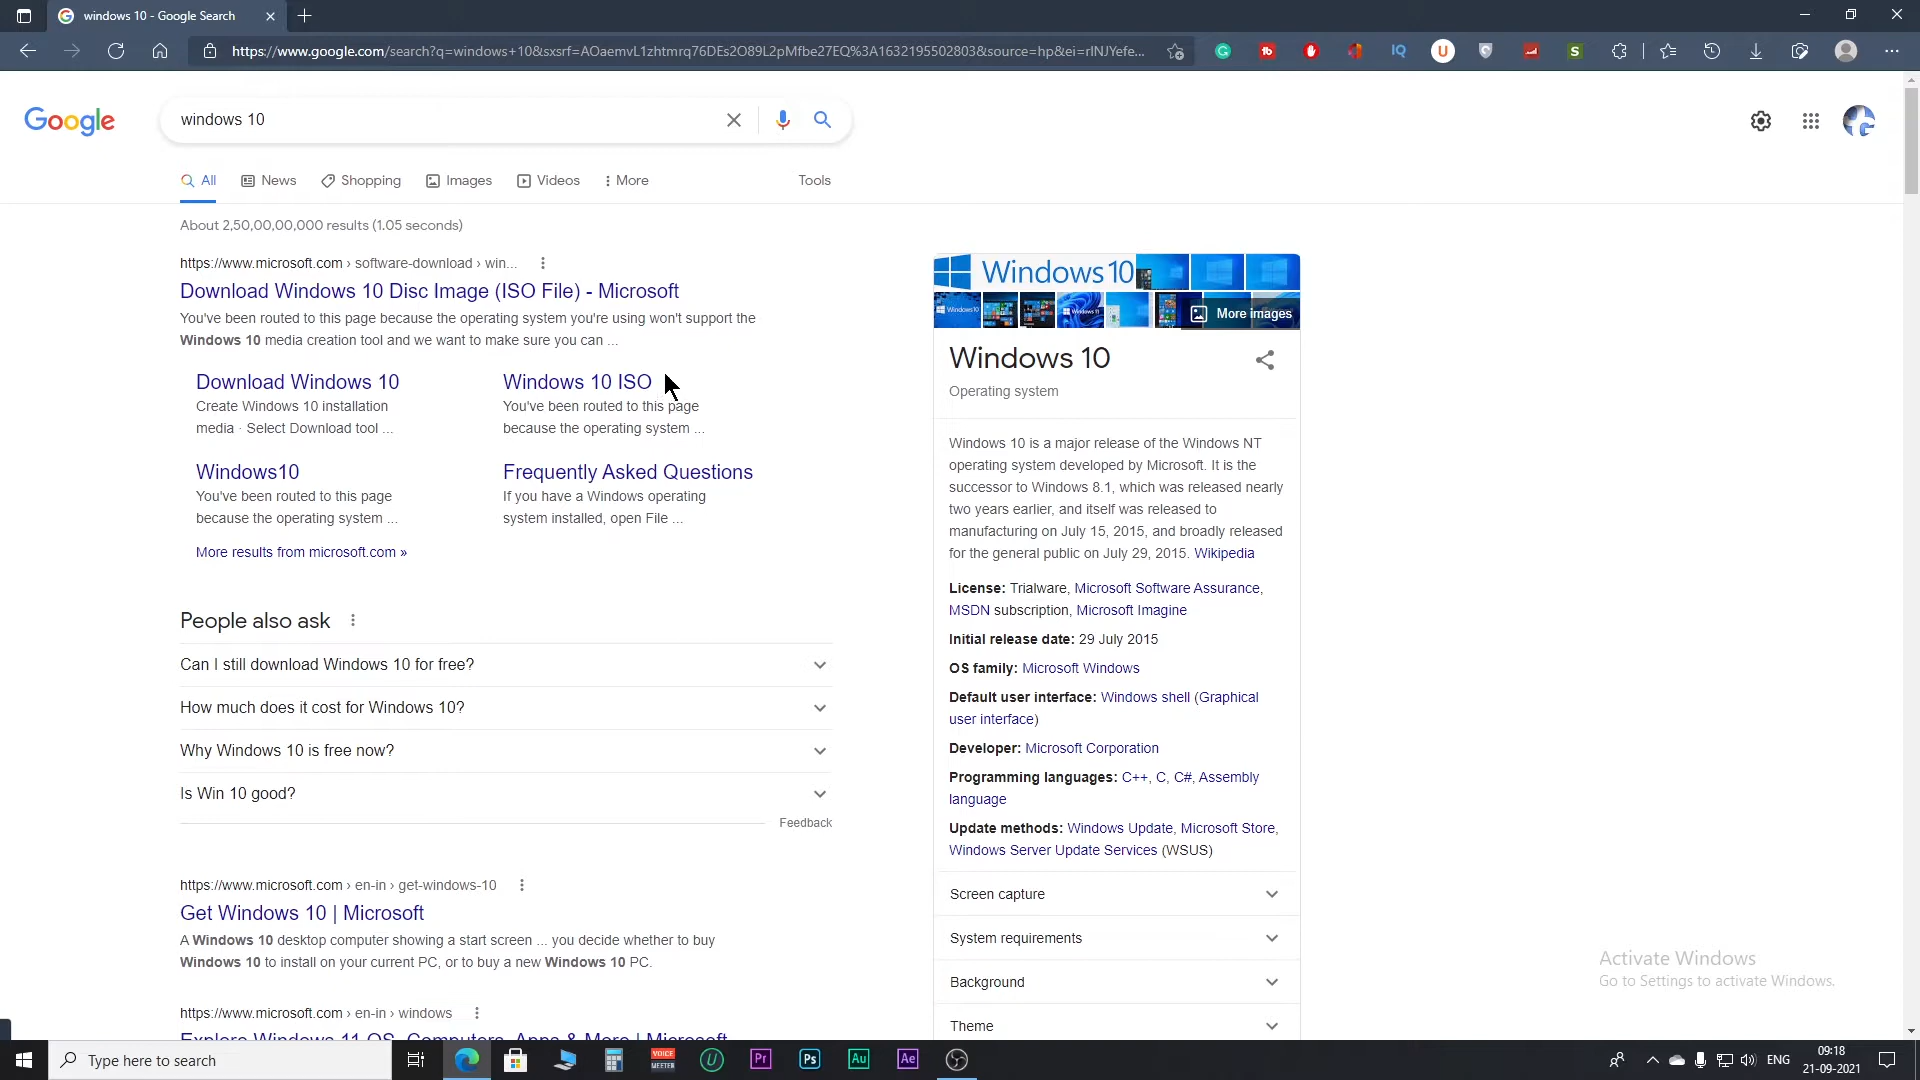 windows 10 - Google Search
https://www.google.com/search?q=windows+10&sxsrf=AOaemvL1zhtmrq76DEs2O89L2pMfbe27EQ%3A1632195502803&source=hp&ei=rlNJYefe...
Google
windows 10
All
News
Shopping
Images
Videos
More
Tools
About 2,50,00,00,000 results (1.05 seconds)
https://www.microsoft.com › software-download › win...
Download Windows 10 Disc Image (ISO File) - Microsoft
You've been routed to this page because the operating system you're using won't support the
Windows 10 media creation tool and we want to make sure you can ...
Download Windows 10
Create Windows 10 installation
media · Select Download tool ...
Windows 10 ISO
You've been routed to this page
because the operating system ...
Windows10
You've been routed to this page
because the operating system ...
Frequently Asked Questions
If you have a Windows operating
system installed, open File ...
More results from microsoft.com »
People also ask
Can I still download Windows 10 for free?
How much does it cost for Windows 10?
Why Windows 10 is free now?
Is Win 10 good?
Feedback
https://www.microsoft.com › en-in › get-windows-10
Get Windows 10 | Microsoft
A Windows 10 desktop computer showing a start screen ... you decide whether to buy
Windows 10 to install on your current PC, or to buy a new Windows 10 PC.
https://www.microsoft.com › en-in › windows
Explore Windows 11 OS, Computers, Apps & More | Microsoft
Windows 10
More images
Windows 10
Operating system
Windows 10 is a major release of the Windows NT
operating system developed by Microsoft. It is the
successor to Windows 8.1, which was released nearly
two years earlier, and itself was released to
manufacturing on July 15, 2015, and broadly released
for the general public on July 29, 2015. Wikipedia
License: Trialware, Microsoft Software Assurance,
MSDN subscription, Microsoft Imagine
Initial release date: 29 July 2015
OS family: Microsoft Windows
Default user interface: Windows shell (Graphical
user interface)
Developer: Microsoft Corporation
Programming languages: C++, C, C#, Assembly
language
Update methods: Windows Update, Microsoft Store,
Windows Server Update Services (WSUS)
Screen capture
System requirements
Background
Theme
Activate Windows
Go to Settings to activate Windows.
Type here to search
VOICE
MEETER
Pr
Ps
Au
Ae
ENG
09:18
21-09-2021